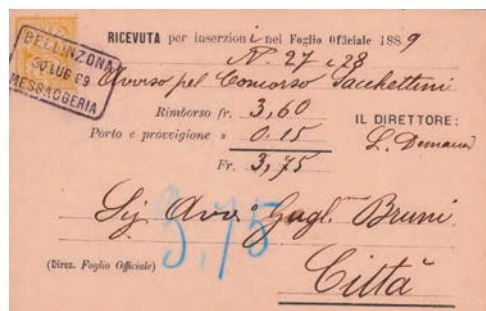 BELLINZONA
30 LUG 89
MESSAGGERIA
RICEVUTA per inserzioni nel Foglio Officiale 1889
N. 27 e 28
Avviso pel Concorso Sacchettini
Rimborso fr. 3,60
IL DIRETTORE:
Porto e provvigione » 0.15
L.
Fr. 3,75
Sig Avv: Gugl. Bruni
3,75
(Direz. Foglio Officiale)
Città